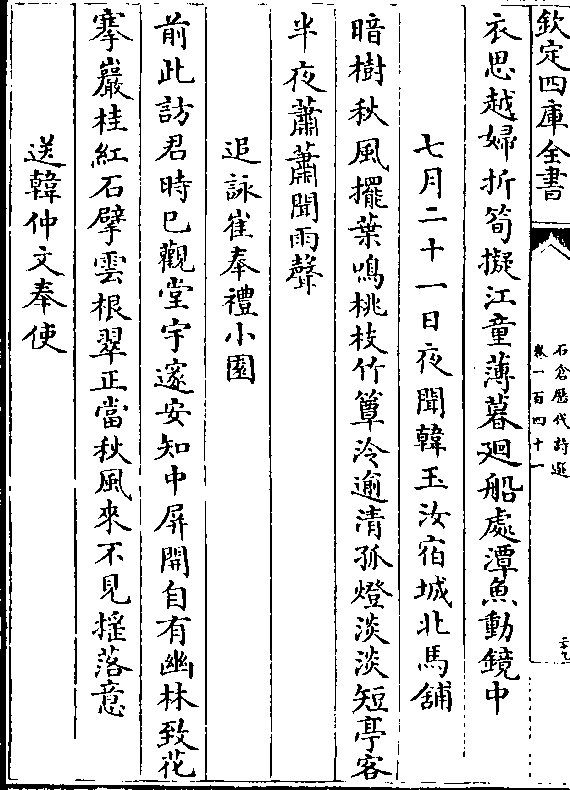 欽定四庫全書
石倉歷代詩選
卷一百四十一
衣思越婦折筍擬江童薄暮廻船處潭魚動鏡中
七月二十一日夜聞韓玉汝宿城北馬舖
暗樹秋風擺葉鳴桃枝竹簟冷逾清孤燈淡淡短亭客
半夜蕭蕭聞雨聲
追詠崔奉禮小園
前此訪君時已觀堂宇邃安知中屏開自有幽林致花
搴巖桂紅石擘雲根翠正當秋風來不見揺落意
送韓仲文奉使